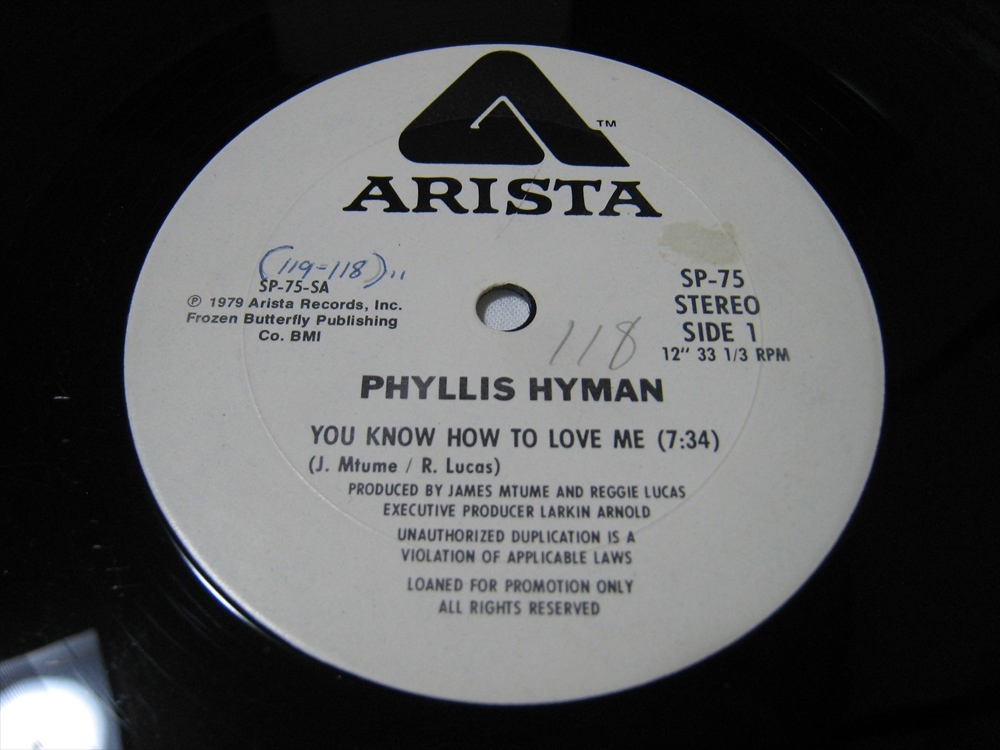 TM
ARISTA
(119-118)
SP-75-SA
℗ 1979 Arista Records, Inc.
Frozen Butterfly Publishing
Co. BMI
SP-75
STEREO
SIDE 1
12" 33 1/3 RPM
118
PHYLLIS HYMAN
YOU KNOW HOW TO LOVE ME (7:34)
(J. Mtume / R. Lucas)
PRODUCED BY JAMES MTUME AND REGGIE LUCAS
EXECUTIVE PRODUCER LARKIN ARNOLD
UNAUTHORIZED DUPLICATION IS A
VIOLATION OF APPLICABLE LAWS
LOANED FOR PROMOTION ONLY
ALL RIGHTS RESERVED